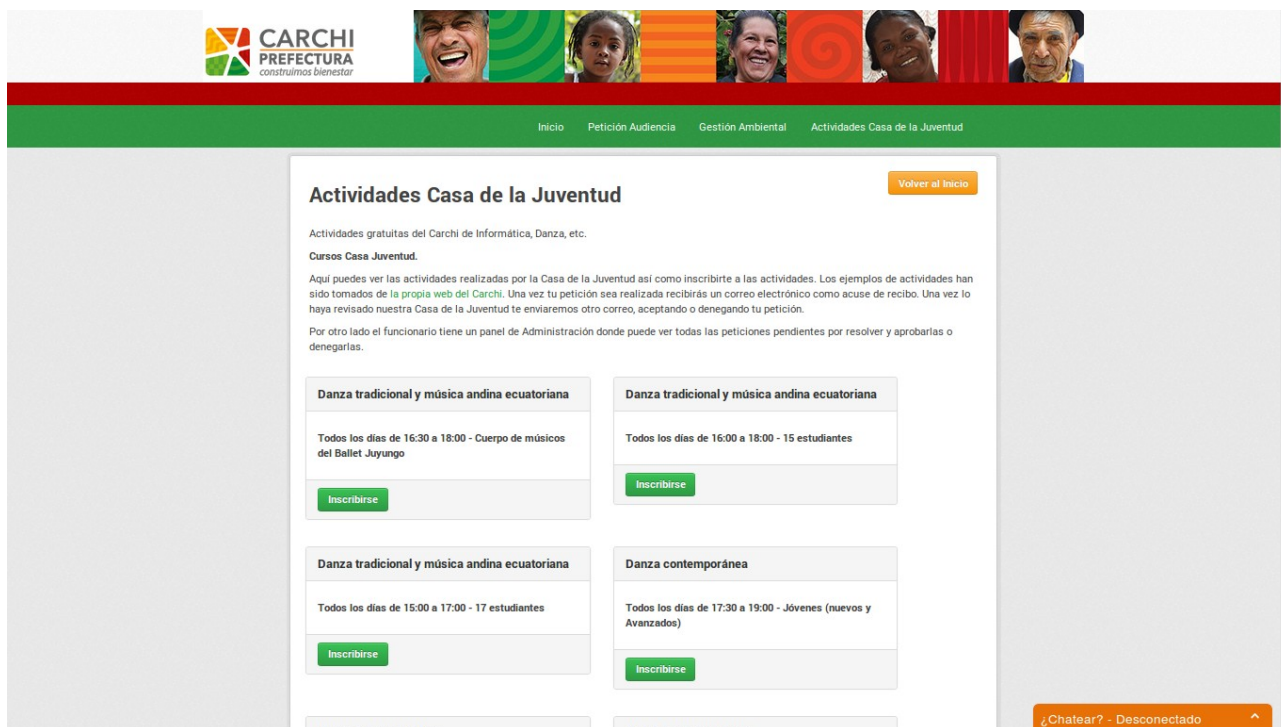 CARCHI
PREFECTURA
construimos bienestar
Inicio Petición Audiencia Gestión Ambiental Actividades Casa de la Juventud
Actividades Casa de la Juventud
Volver al Inicio
Actividades gratuitas del Carchi de Informática, Danza, etc.
Cursos Casa Juventud.
Aquí puedes ver las actividades realizadas por la Casa de la Juventud así como inscribirte a las actividades. Los ejemplos de actividades han
sido tomados de la propia web del Carchi. Una vez tu petición sea realizada recibirás un correo electrónico como acuse de recibo. Una vez lo
haya revisado nuestra Casa de la Juventud te enviaremos otro correo, aceptando o denegando tu petición.
Por otro lado el funcionario tiene un panel de Administración donde puede ver todas las peticiones pendientes por resolver y aprobarlas o
denegarlas.
Danza tradicional y música andina ecuatoriana
Todos los días de 16:30 a 18:00 - Cuerpo de músicos
del Ballet Juyungo
Inscribirse
Danza tradicional y música andina ecuatoriana
Todos los días de 16:00 a 18:00 - 15 estudiantes
Inscribirse
Danza tradicional y música andina ecuatoriana
Todos los días de 15:00 a 17:00 - 17 estudiantes
Inscribirse
Danza contemporánea
Todos los días de 17:30 a 19:00 - Jóvenes (nuevos y
Avanzados)
Inscribirse
¿Chatear? - Desconectado